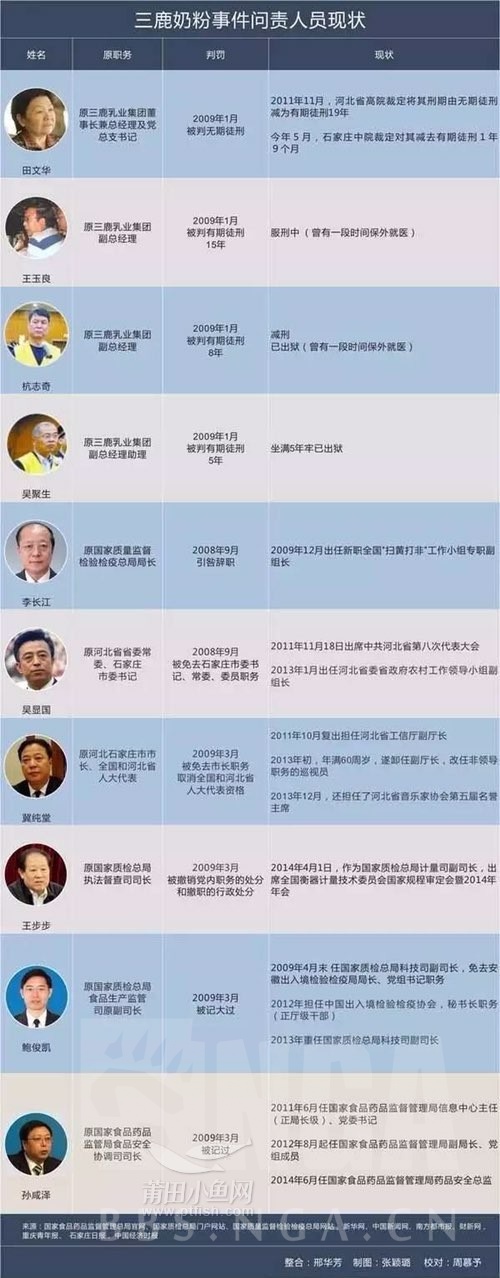 三鹿奶粉事件问责人员现状
姓名 原职务 判罚 现状
田文华
原三鹿乳业集团董
事长兼总经理及党
总支书记
2009年1月
被判无期徒刑
2011年11月，河北省高院裁定将其刑期由无期徒刑
减为有期徒刑19年
今年 5 月，石家庄中院裁定对其减去有期徒刑 1 年
9 个月
王玉良
原三鹿乳业集团
副总经理
2009年1月
被判有期徒刑
15年
服刑中（曾有一段时间保外就医）
杭志奇
原三鹿乳业集团
副总经理
2009年1月
被判有期徒刑
8年
减刑
已出狱（曾有一段时间保外就医）
吴聚生
原三鹿乳业集团
副总经理助理
2009年1月
被判有期徒刑
5年
坐满5年牢已出狱
李长江
原国家质量监督
检验检疫总局局长
2008年9月
引咎辞职
2009年12月出任新职全国“扫黄打非”工作小组专职副
组长
吴显国
原河北省省委常
委、石家庄
市委书记
2008年9月
被免去石家庄市委书
记、常委、委员职务
2011年11月18日出席中共河北省第八次代表大会
2013年1月出任河北省委省政府农村工作领导小组副
组长
冀纯堂
原河北石家庄市市
长、全国和河北省
人大代表
2009年3月
被免去市长职务
取消全国和河北省
人大代表资格
2011年10月复出担任河北省工信厅副厅长
2013年初，年满60周岁，遂卸任副厅长，改任非领导
职务的巡视员
2013年12月，还担任了河北省音乐家协会第五届名誉
主席
王步步
原国家质检总局
执法督查司司长
2009年3月
被撤销党内职务的处分
和撤职的行政处分
2014年4月1日，作为国家质检总局计量司副司长，出
席全国衡器计量技术委员会国家规程审定会暨2014年
年会
鲍俊凯
原国家质检总局
食品生产监管
司原副司长
2009年3月
被记大过
2009年4月末 任国家质检总局科技司副司长，免去安
徽出入境检验检疫局局长、党组书记职务
2012年担任中国出入境检验检疫协会，秘书长职务
（正厅级干部）
2013年重任国家质检总局科技司副司长
孙咸泽
原国家食品药品
监管局食品安全
协调司司长
2009年3月
被记过
2011年6月任国家食品药品监督管理局信息中心主任
（正局长级）、党委书记
2012年8月起任国家食品药品监督管理局副局长、党
组成员
2014年6月任国家食品药品监督管理局药品安全总监
NGA
BBS.NGA.CN
莆田小鱼网
ptfish.com
来源：国家食品药品监督管理总局官网、国家质检总局门户网站、国家质量监督检验检疫总局网站、新华网、中国新闻网、南方都市报、财新网、
重庆青年报、石家庄日报、中国经济时报
整合：邢华芳 制图：张颖璐 校对：周慕予